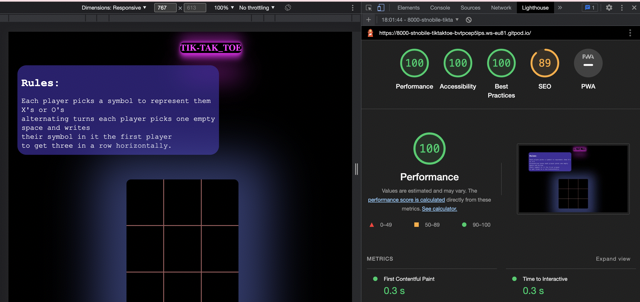 Dimensions: Responsive ▾ 767 × 810 100% ▾ No throttling ▾
Elements Console Sources Network Lighthouse » 1
+ 18:01:44 - 8000-stnobile-tikta ▾
https://8000-stnobile-tiktaktoe-bvtpcep5ips.ws-eu81.gitpod.io/
TIK-TAK_TOE
Rules:
Each player picks a symbol to represent them
X's or O's
alternating turns each player picks one empty
space and writes
their symbol in it the first player
to get three in a row horizontally.
100 100 100 89 PWA
Performance Accessibility Best Practices SEO PWA
100
Performance
Values are estimated and may vary. The
performance score is calculated directly from these
metrics. See calculator.
0–49 50–89 90–100
METRICS Expand view
First Contentful Paint Time to Interactive
0.3 s 0.3 s